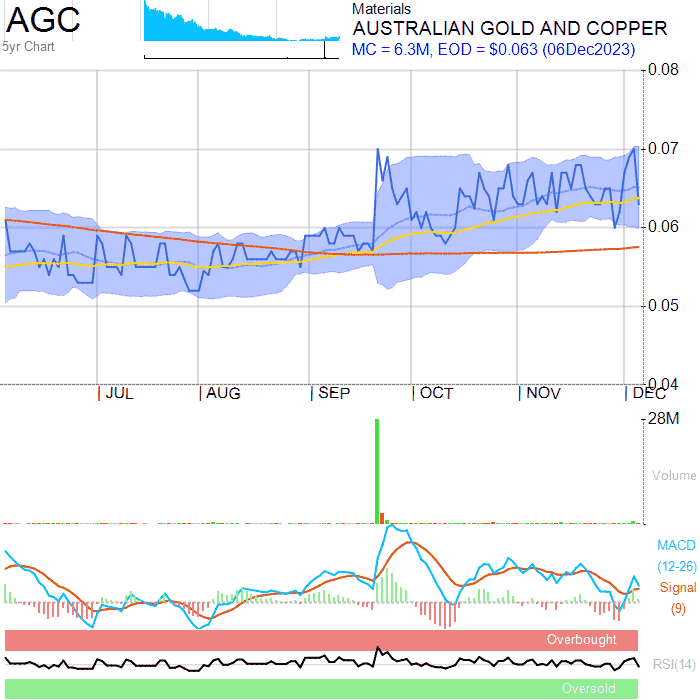 AGC
5yr Chart
Materials
AUSTRALIAN GOLD AND COPPER
MC = 6.3M, EOD = $0.063 (06Dec2023)
0.08
0.07
0.06
0.05
0.04
JUL
AUG
SEP
OCT
NOV
DEC
28M
Volume
MACD
(12-26)
Signal
(9)
Overbought
RSI(14)
Oversold